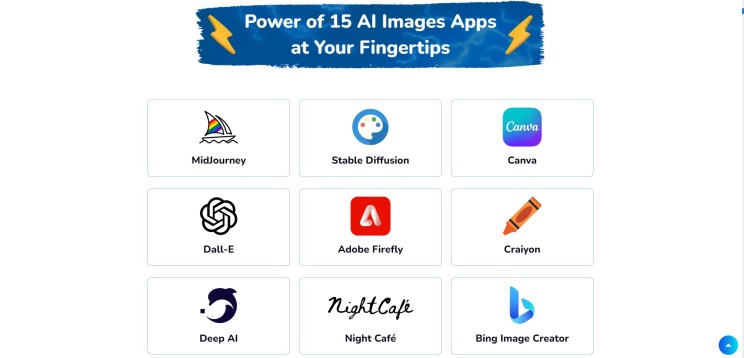 Power of 15 AI Images Apps
at Your Fingertips
MidJourney
Stable Diffusion
Canva
Canva
Dall-E
Adobe Firefly
Craiyon
NightCafé
Deep AI
Night Café
Bing Image Creator